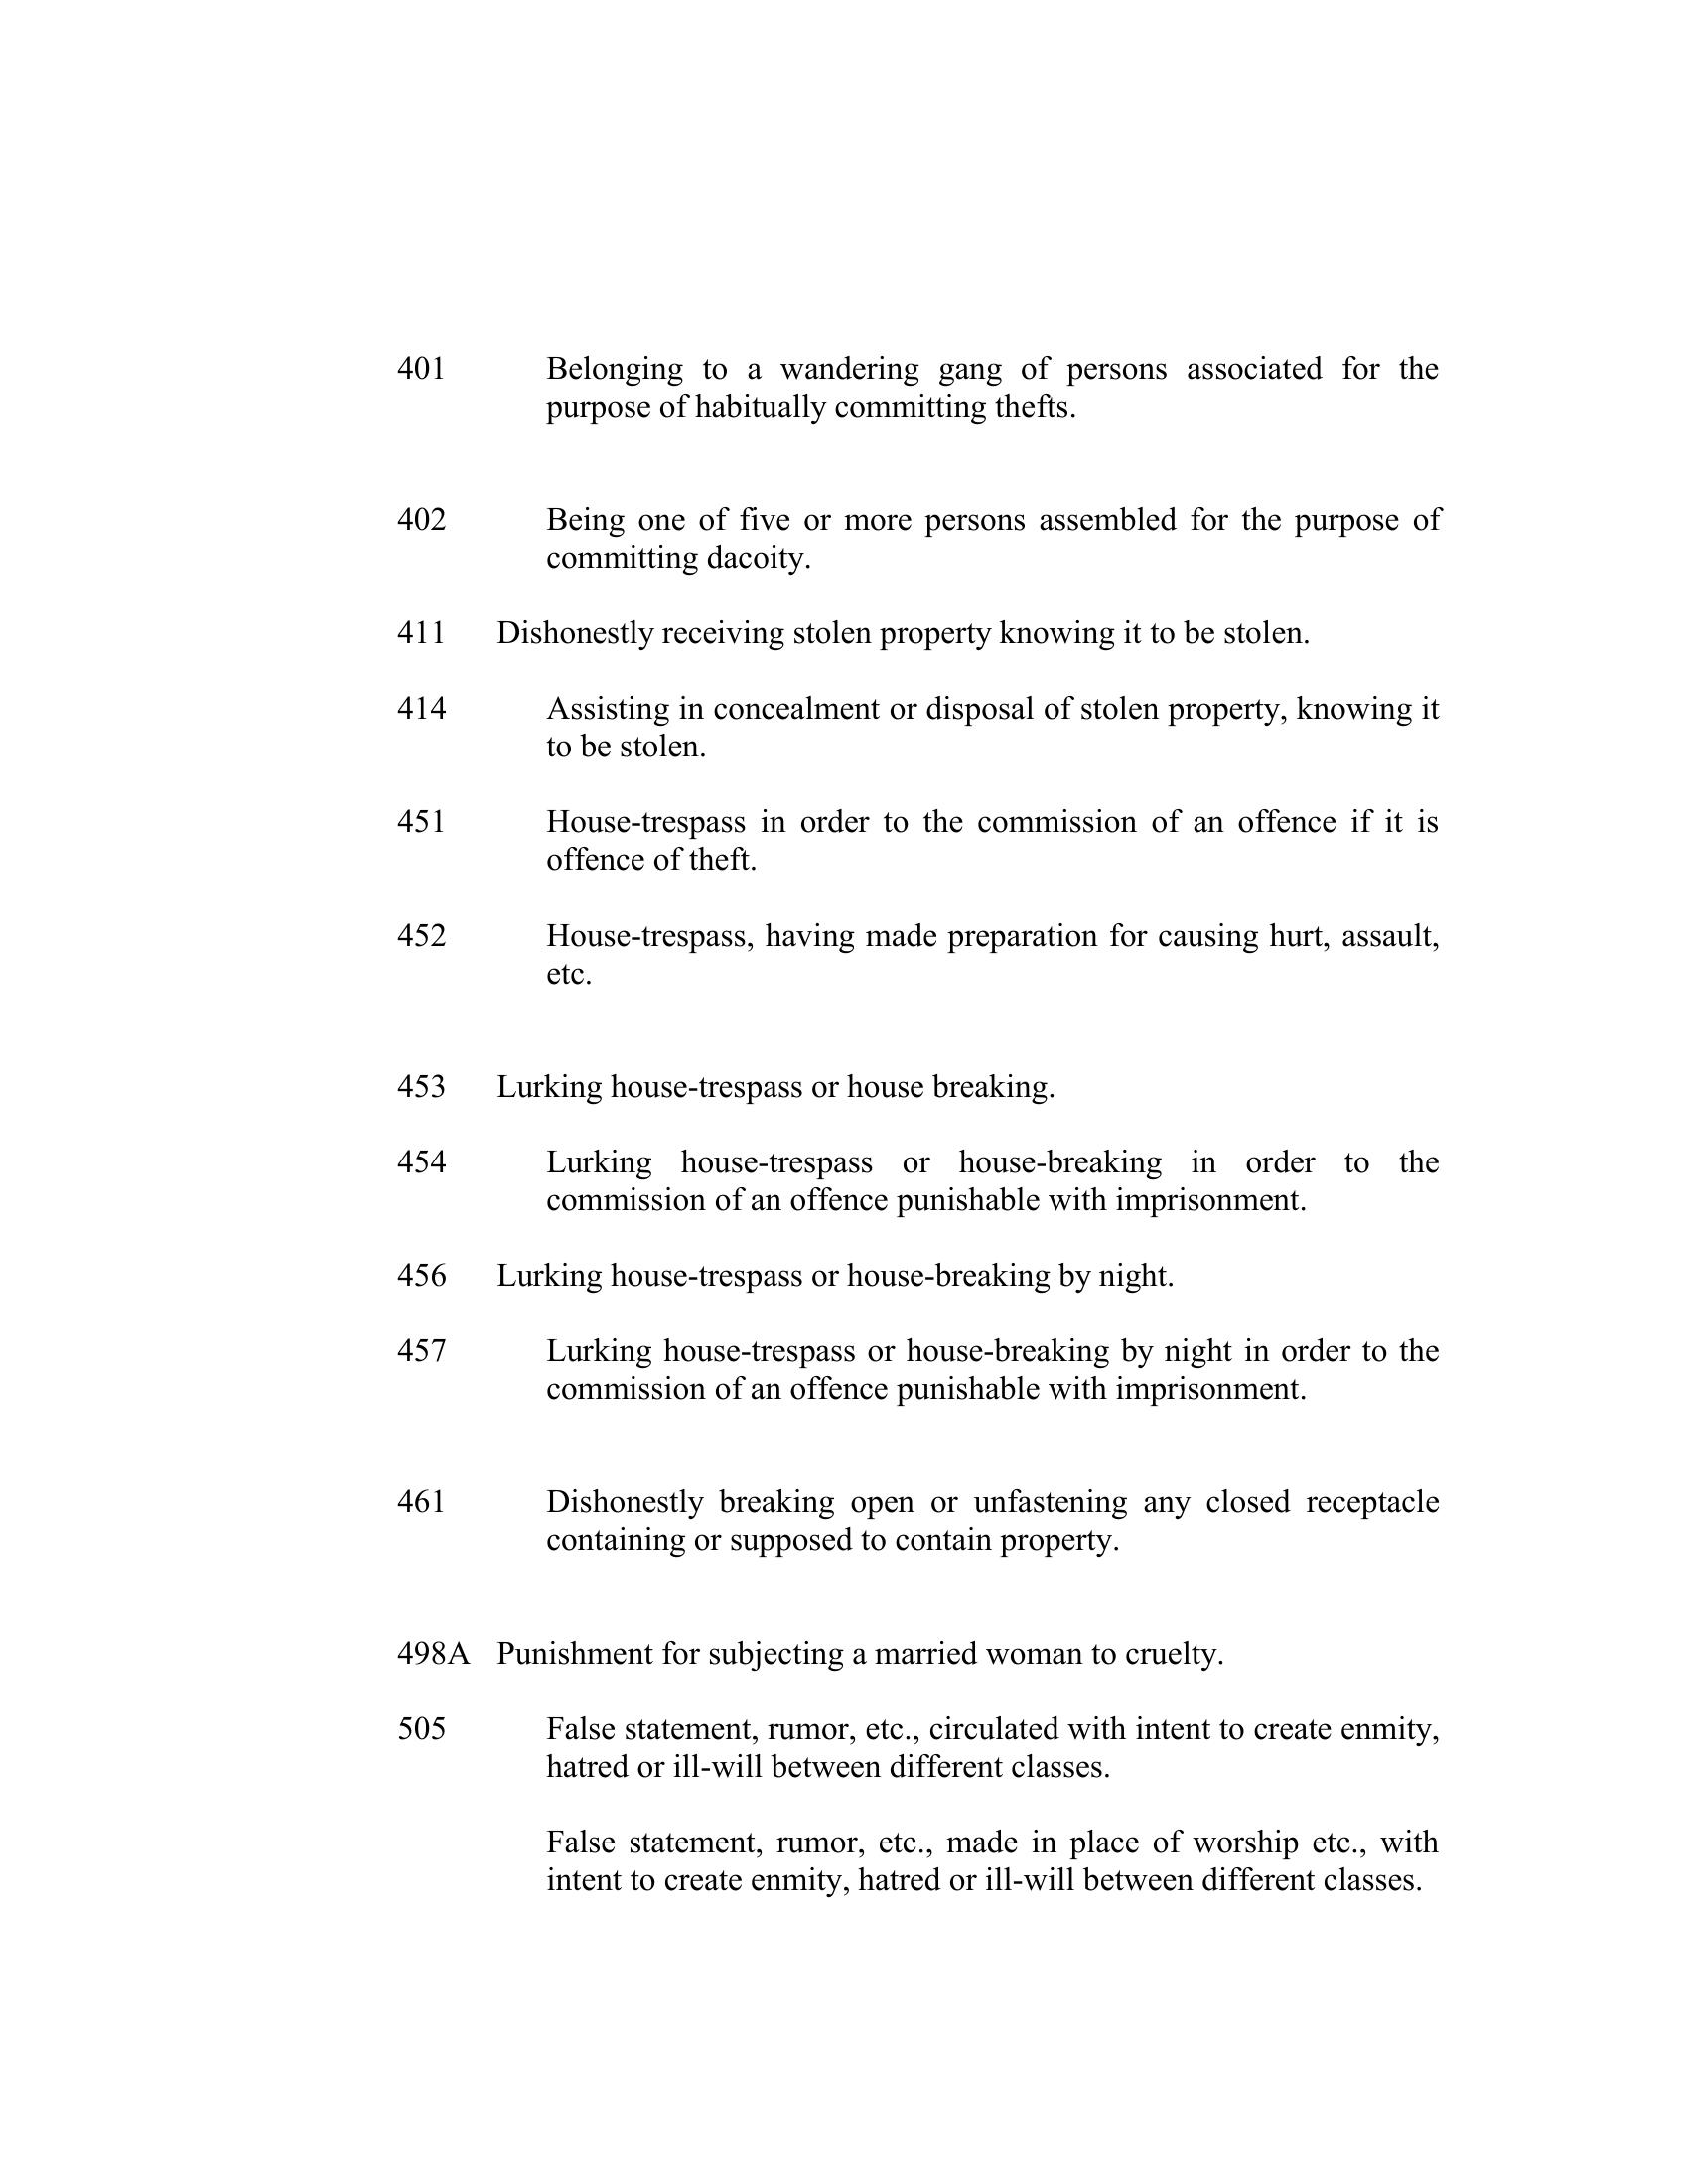 401 Belonging to a wandering gang of persons associated for the
purpose of habitually committing thefts.
402 Being one of five or more persons assembled for the purpose of
committing dacoity.
411 Dishonestly receiving stolen property knowing it to be stolen.
414 Assisting in concealment or disposal of stolen property, knowing it
to be stolen.
451 House-trespass in order to the commission of an offence if it is
offence of theft.
452 House-trespass, having made preparation for causing hurt, assault,
etc.
453 Lurking house-trespass or house breaking.
454 Lurking house-trespass or house-breaking in order to the
commission of an offence punishable with imprisonment.
456 Lurking house-trespass or house-breaking by night.
457 Lurking house-trespass or house-breaking by night in order to the
commission of an offence punishable with imprisonment.
461 Dishonestly breaking open or unfastening any closed receptacle
containing or supposed to contain property.
498A Punishment for subjecting a married woman to cruelty.
505 False statement, rumor, etc., circulated with intent to create enmity,
hatred or ill-will between different classes.
False statement, rumor, etc., made in place of worship etc., with
intent to create enmity, hatred or ill-will between different classes.